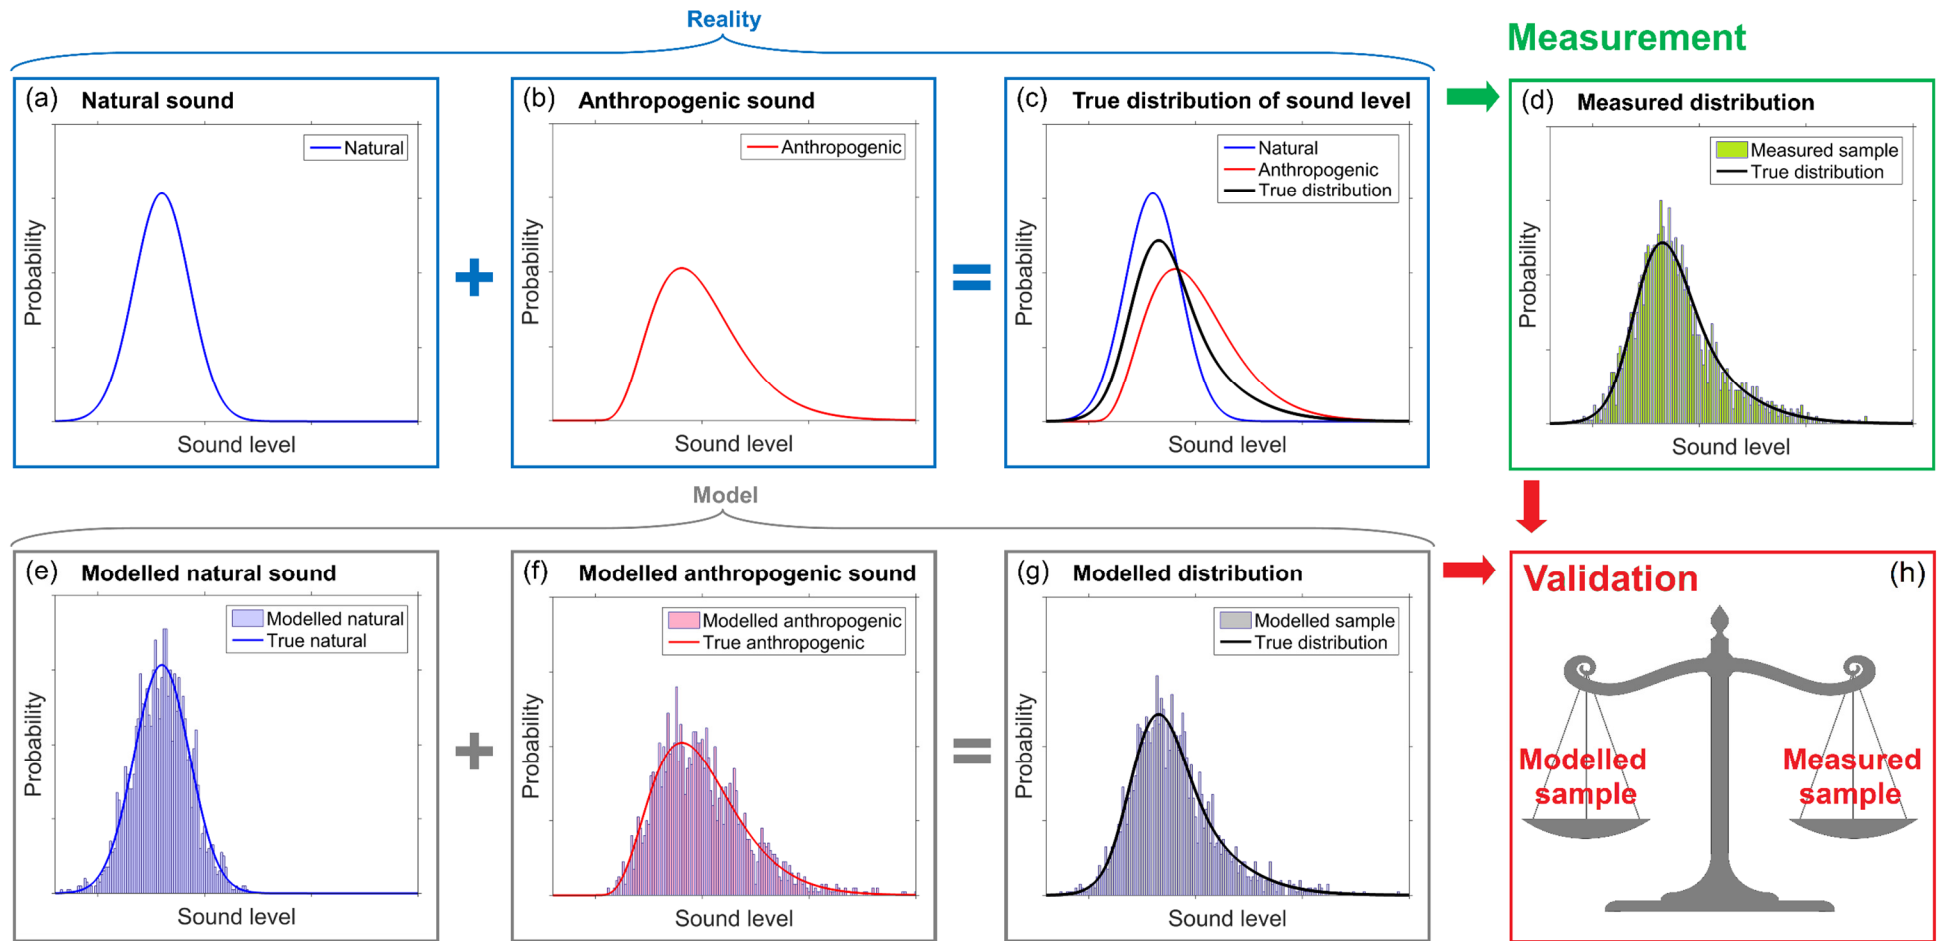 Reality
Measurement
(a) Natural sound
Natural
Probability
Sound level
(b) Anthropogenic sound
Anthropogenic
Probability
Sound level
(c) True distribution of sound level
Natural
Anthropogenic
True distribution
Probability
Sound level
(d) Measured distribution
Measured sample
True distribution
Probability
Sound level
Model
(e) Modelled natural sound
Modelled natural
True natural
Probability
Sound level
(f) Modelled anthropogenic sound
Modelled anthropogenic
True anthropogenic
Probability
Sound level
(g) Modelled distribution
Modelled sample
True distribution
Probability
Sound level
Validation (h)
Modelled
sample
Measured
sample